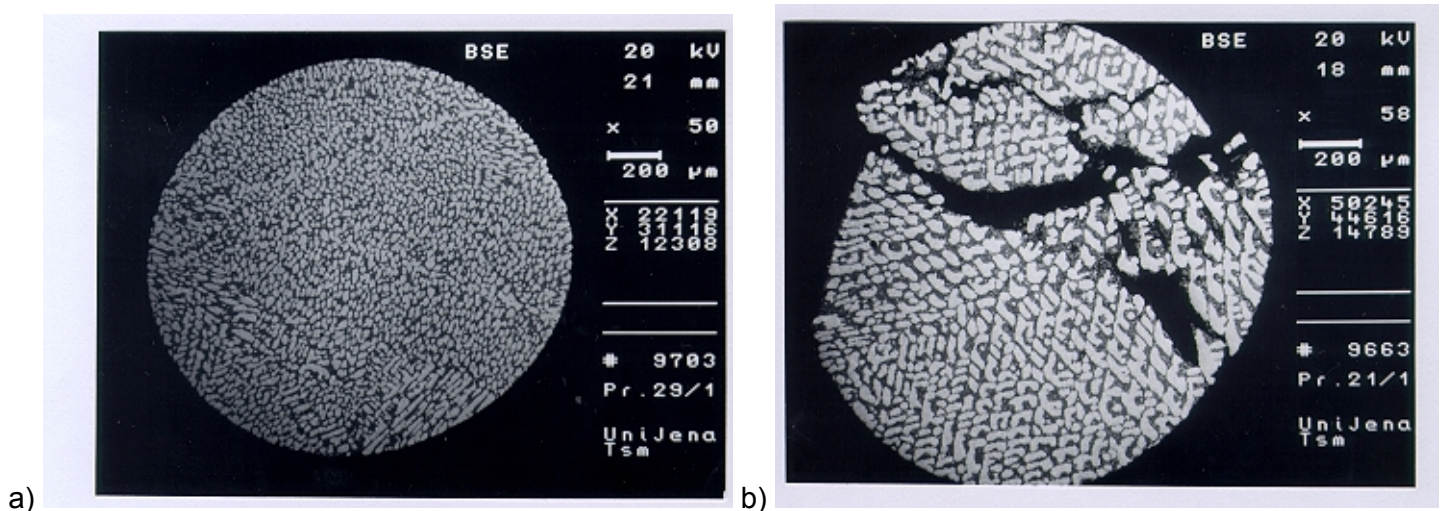 BSE 20 kV
21 mm
x 50
200 µm
X 22119
Y 31116
Z 12308
# 9703
Pr.29/1
UniJena
Tsm
a)
BSE 20 kV
18 mm
x 58
200 µm
X 50245
Y 44616
Z 14789
# 9663
Pr.21/1
UniJena
Tsm
b)